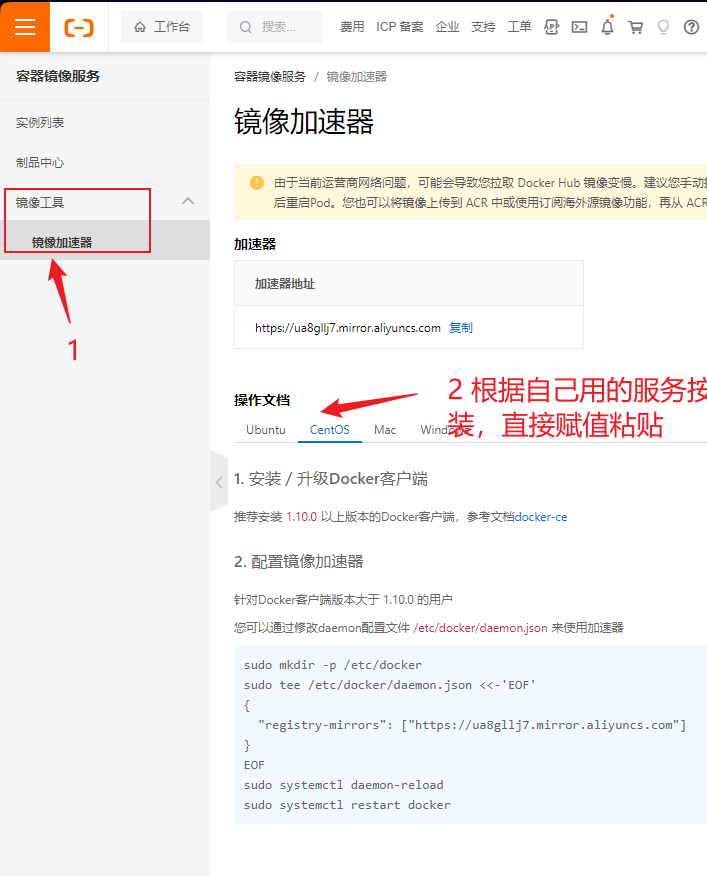 工作台
搜索...
费用
ICP 备案
企业
支持
工单
容器镜像服务
实例列表
制品中心
镜像工具
镜像加速器
1
容器镜像服务 / 镜像加速器
镜像加速器
由于当前运营商网络问题，可能会导致您拉取 Docker Hub 镜像变慢。建议您手动
后重启Pod。您也可以将镜像上传到 ACR 中或使用订阅海外源镜像功能，再从 ACR
加速器
加速器地址
https://ua8gllj7.mirror.aliyuncs.com 复制
操作文档
2 根据自己用的服务按
装，直接赋值粘贴
Ubuntu
CentOS
Mac
Windows
1. 安装 / 升级Docker客户端
推荐安装 1.10.0 以上版本的Docker客户端，参考文档docker-ce
2. 配置镜像加速器
针对Docker客户端版本大于 1.10.0 的用户
您可以通过修改daemon配置文件 /etc/docker/daemon.json 来使用加速器
sudo mkdir -p /etc/docker
sudo tee /etc/docker/daemon.json <<-'EOF'
{
  "registry-mirrors": ["https://ua8gllj7.mirror.aliyuncs.com"]
}
EOF
sudo systemctl daemon-reload
sudo systemctl restart docker